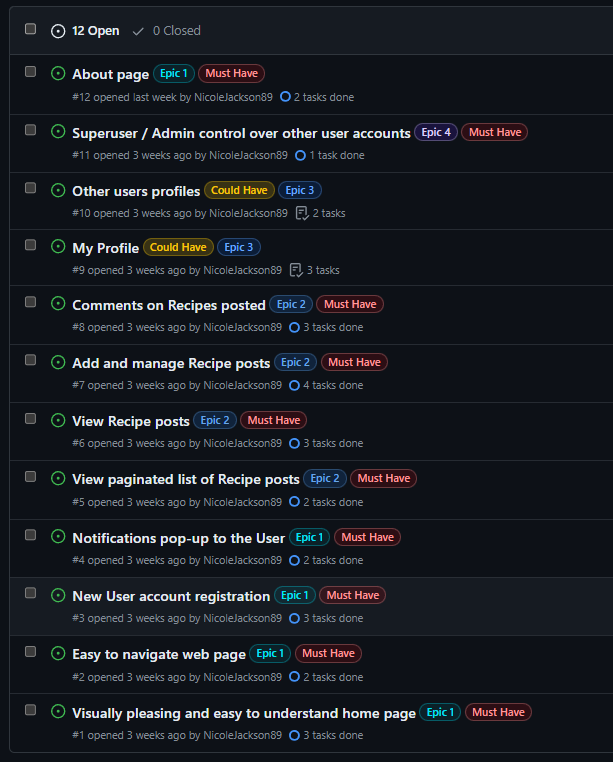 12 Open 0 Closed
About page Epic 1 Must Have
#12 opened last week by NicoleJackson89 2 tasks done
Superuser / Admin control over other user accounts Epic 4 Must Have
#11 opened 3 weeks ago by NicoleJackson89 1 task done
Other users profiles Could Have Epic 3
#10 opened 3 weeks ago by NicoleJackson89 2 tasks
My Profile Could Have Epic 3
#9 opened 3 weeks ago by NicoleJackson89 3 tasks
Comments on Recipes posted Epic 2 Must Have
#8 opened 3 weeks ago by NicoleJackson89 3 tasks done
Add and manage Recipe posts Epic 2 Must Have
#7 opened 3 weeks ago by NicoleJackson89 4 tasks done
View Recipe posts Epic 2 Must Have
#6 opened 3 weeks ago by NicoleJackson89 3 tasks done
View paginated list of Recipe posts Epic 2 Must Have
#5 opened 3 weeks ago by NicoleJackson89 2 tasks done
Notifications pop-up to the User Epic 1 Must Have
#4 opened 3 weeks ago by NicoleJackson89 2 tasks done
New User account registration Epic 1 Must Have
#3 opened 3 weeks ago by NicoleJackson89 3 tasks done
Easy to navigate web page Epic 1 Must Have
#2 opened 3 weeks ago by NicoleJackson89 2 tasks done
Visually pleasing and easy to understand home page Epic 1 Must Have
#1 opened 3 weeks ago by NicoleJackson89 3 tasks done